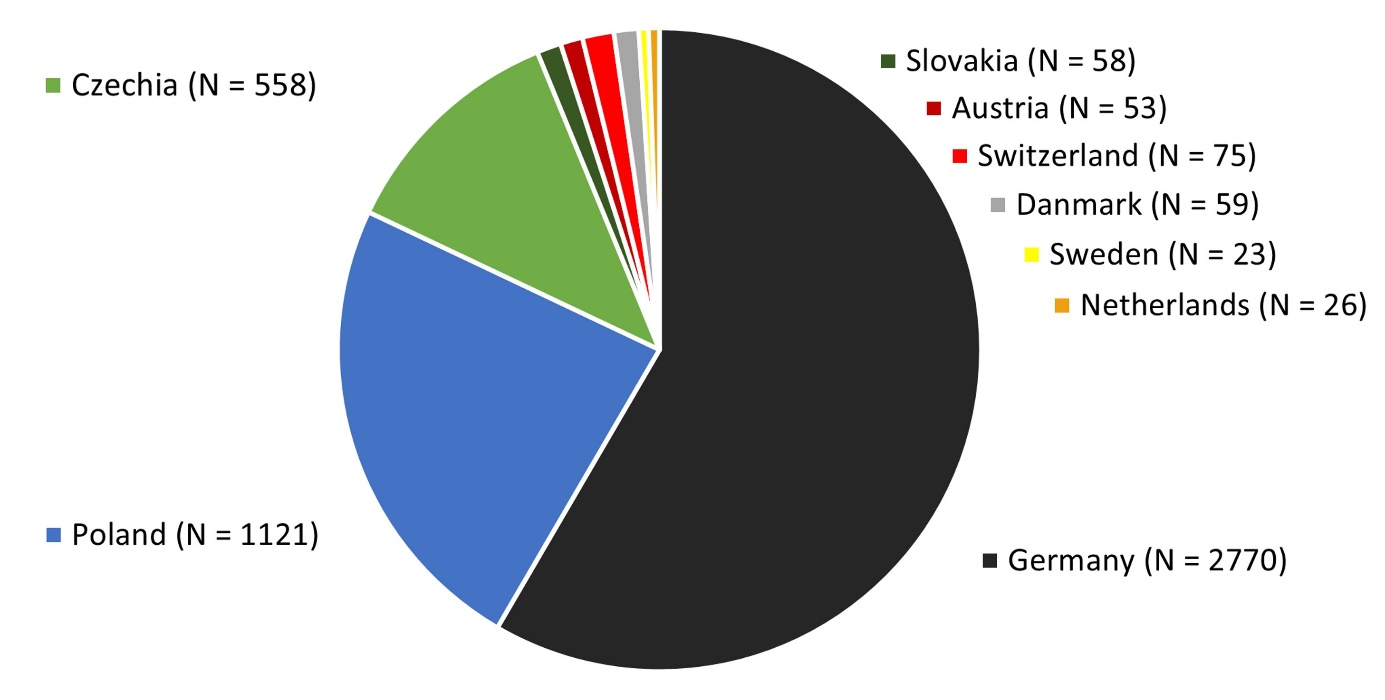 Czechia (N = 558)
Slovakia (N = 58)
Austria (N = 53)
Switzerland (N = 75)
Danmark (N = 59)
Sweden (N = 23)
Netherlands (N = 26)
Poland (N = 1121)
Germany (N = 2770)